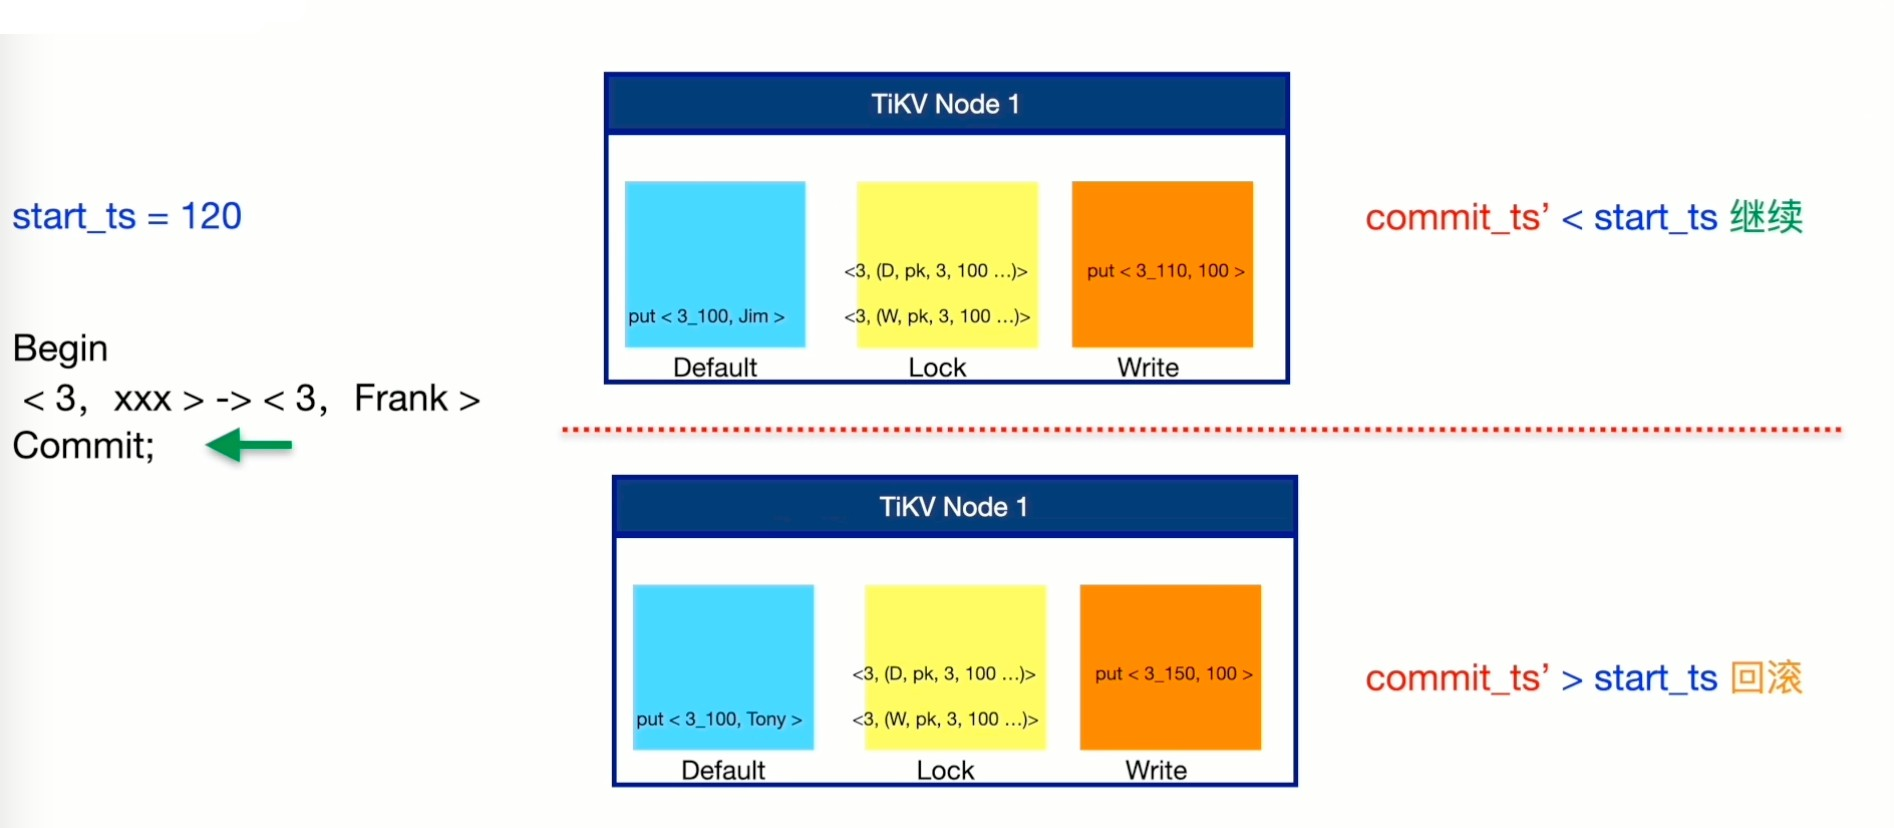 start_ts = 120
Begin
< 3,  xxx > -> < 3,  Frank >
Commit;
TiKV Node 1
put < 3_100, Jim >
Default
<3, (D, pk, 3, 100 ...)>
<3, (W, pk, 3, 100 ...)>
Lock
put < 3_110, 100 >
Write
commit_ts’ < start_ts 继续
TiKV Node 1
put < 3_100, Tony >
Default
<3, (D, pk, 3, 100 ...)>
<3, (W, pk, 3, 100 ...)>
Lock
put < 3_150, 100 >
Write
commit_ts’ > start_ts 回滚